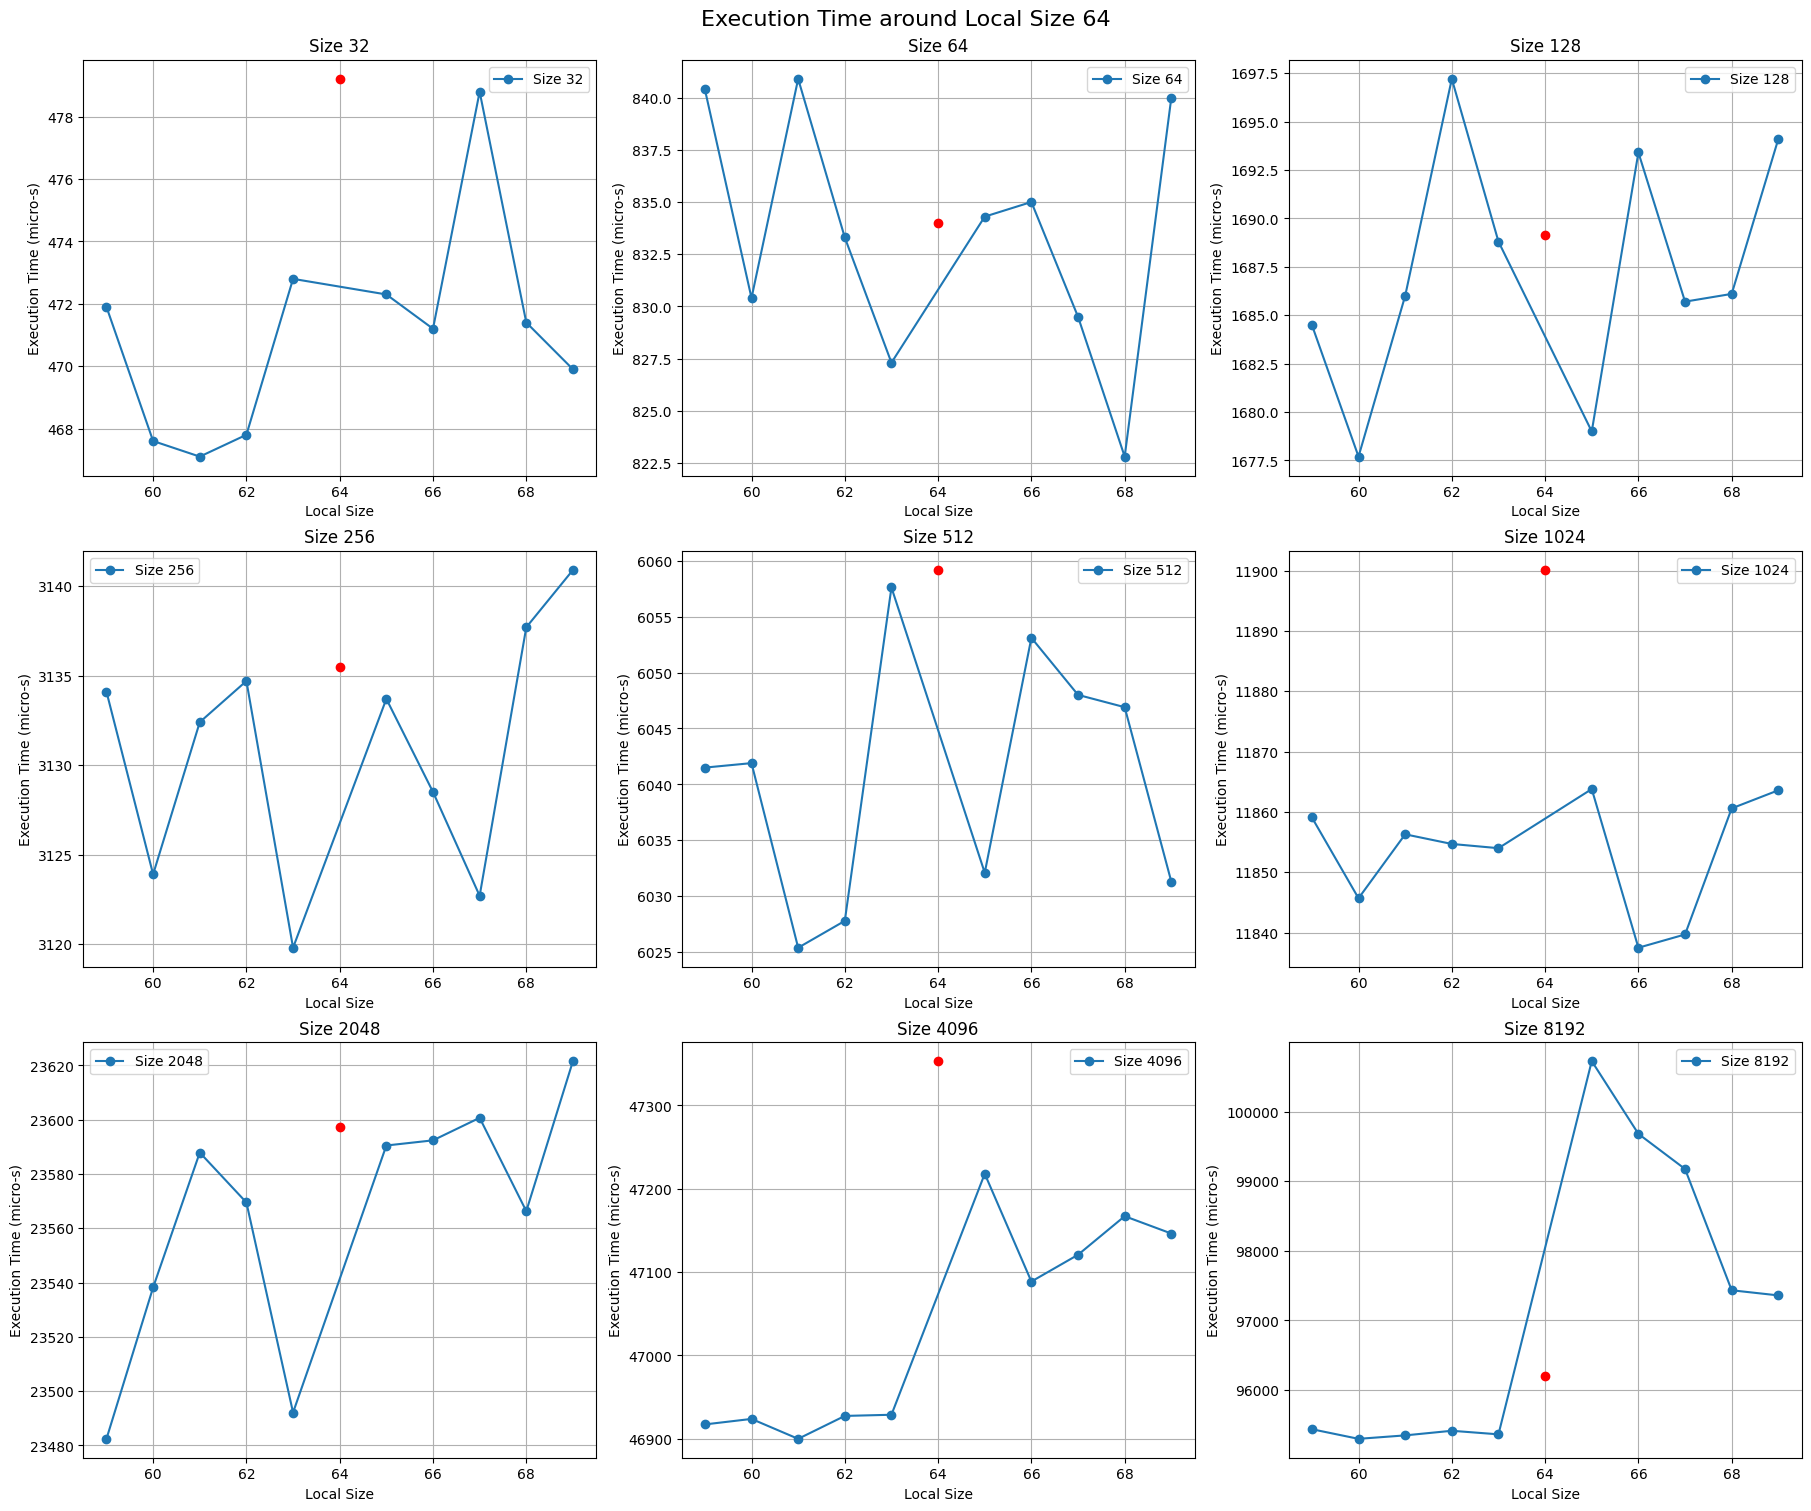 Execution Time around Local Size 64
Size 32
Size 32
478
476
474
472
470
468
Execution Time (micro-s)
60 62 64 66 68
Local Size
Size 64
Size 64
840.0
837.5
835.0
832.5
830.0
827.5
825.0
822.5
Execution Time (micro-s)
60 62 64 66 68
Local Size
Size 128
Size 128
1697.5
1695.0
1692.5
1690.0
1687.5
1685.0
1682.5
1680.0
1677.5
Execution Time (micro-s)
60 62 64 66 68
Local Size
Size 256
Size 256
3140
3135
3130
3125
3120
Execution Time (micro-s)
60 62 64 66 68
Local Size
Size 512
Size 512
6060
6055
6050
6045
6040
6035
6030
6025
Execution Time (micro-s)
60 62 64 66 68
Local Size
Size 1024
Size 1024
11900
11890
11880
11870
11860
11850
11840
Execution Time (micro-s)
60 62 64 66 68
Local Size
Size 2048
Size 2048
23620
23600
23580
23560
23540
23520
23500
23480
Execution Time (micro-s)
60 62 64 66 68
Local Size
Size 4096
Size 4096
47300
47200
47100
47000
46900
Execution Time (micro-s)
60 62 64 66 68
Local Size
Size 8192
Size 8192
100000
99000
98000
97000
96000
Execution Time (micro-s)
60 62 64 66 68
Local Size